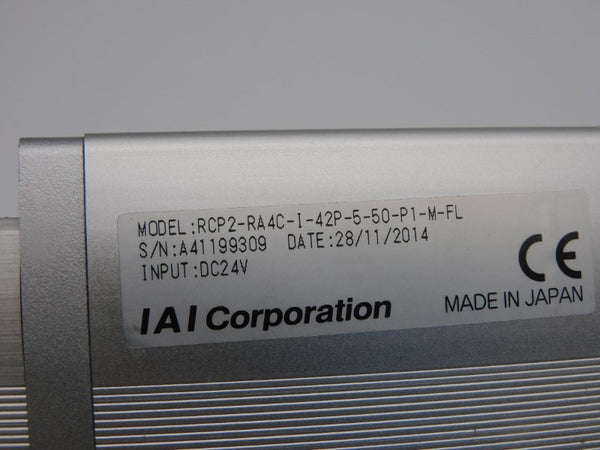 MODEL:RCP2-RA4C-I-42P-5-50-P1-M-FL
S/N:A41199309 DATE:28/11/2014
INPUT:DC24V
CE
IAI Corporation
MADE IN JAPAN